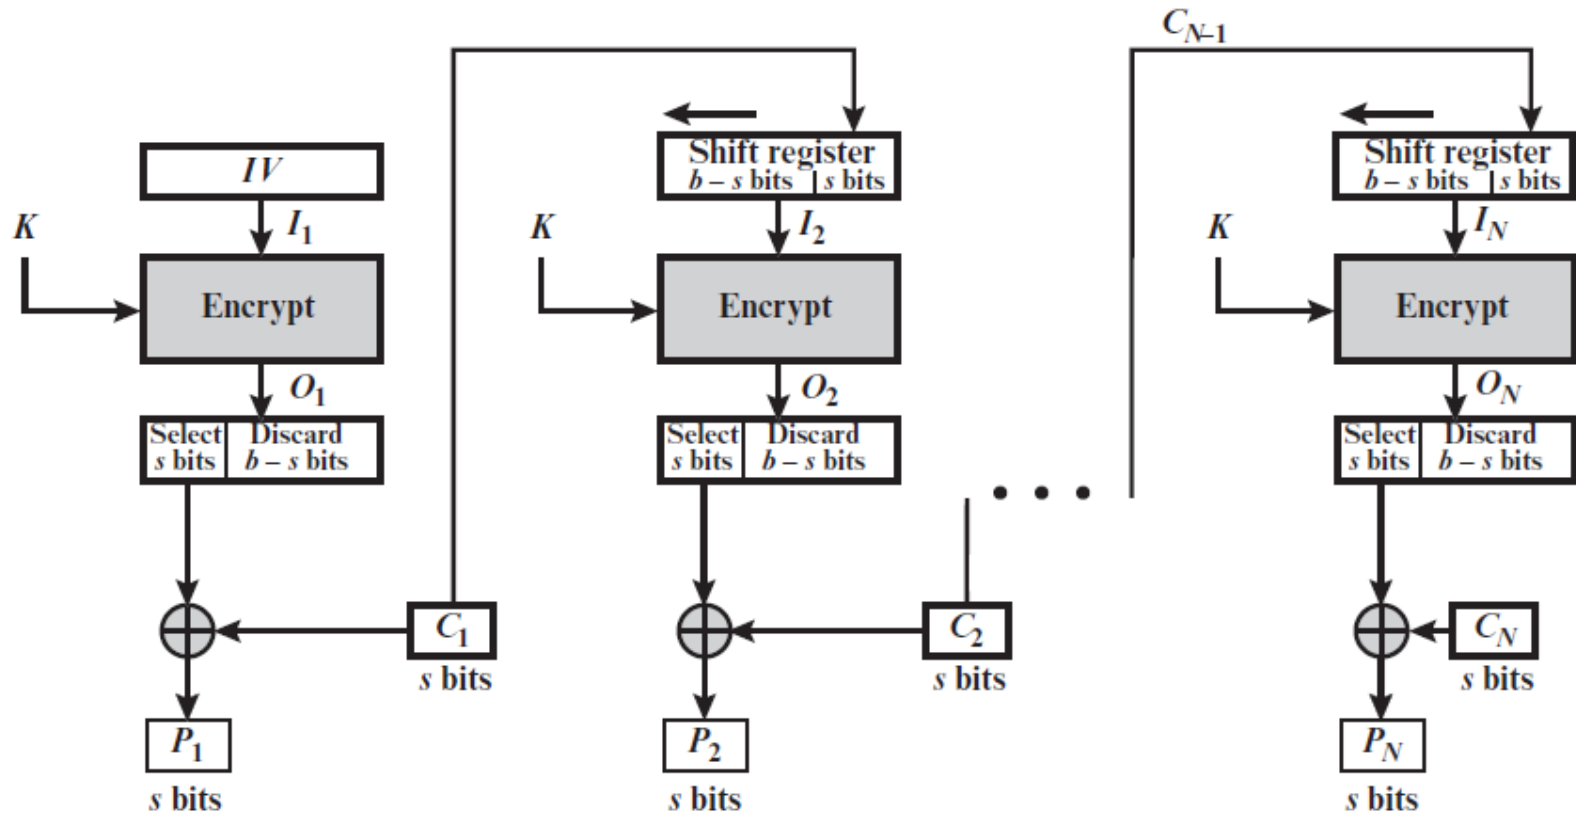 C_{N-1}
IV
Shift register
b – s bits | s bits
Shift register
b – s bits | s bits
K
I_1
K
I_2
K
I_N
Encrypt
Encrypt
Encrypt
O_1
O_2
O_N
Select
s bits
Discard
b – s bits
Select
s bits
Discard
b – s bits
Select
s bits
Discard
b – s bits
C_1
s bits
C_2
s bits
C_N
s bits
P_1
s bits
P_2
s bits
P_N
s bits